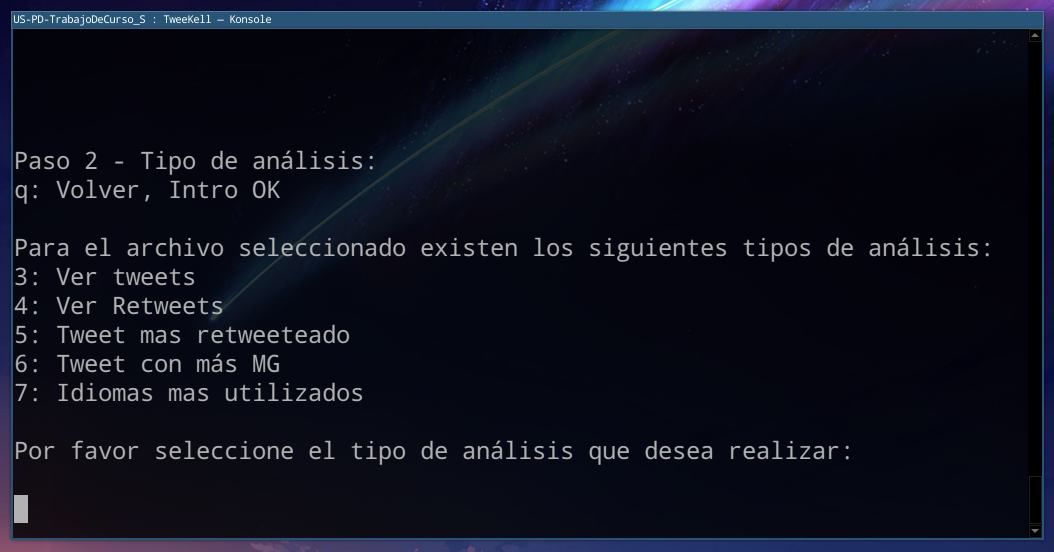 US-PD-TrabajoDeCurso_S : TweeKell — Konsole
Paso 2 - Tipo de análisis:
q: Volver, Intro OK
Para el archivo seleccionado existen los siguientes tipos de análisis:
3: Ver tweets
4: Ver Retweets
5: Tweet mas retweeteado
6: Tweet con más MG
7: Idiomas mas utilizados
Por favor seleccione el tipo de análisis que desea realizar: